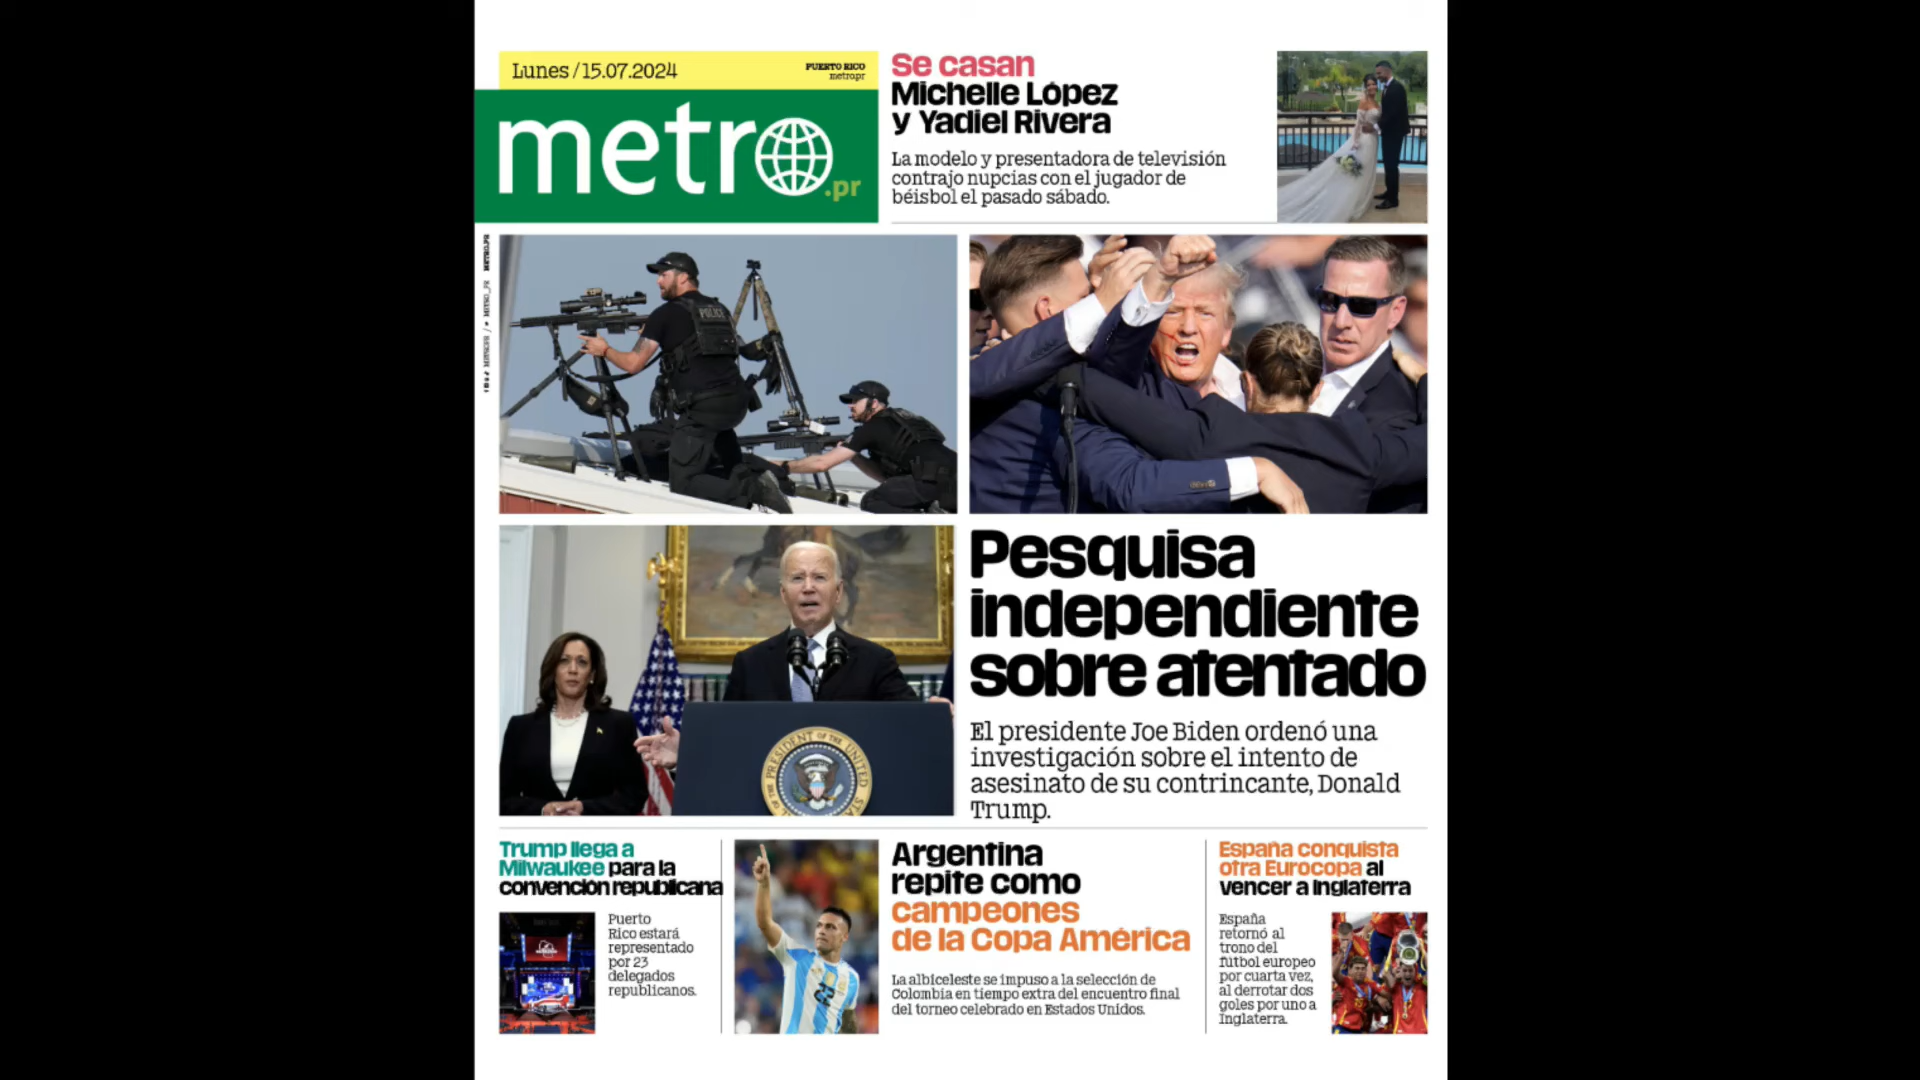 Lunes / 15.07.2024
PUERTO RICO
metropr
metro.pr
Se casan
Michelle López
y Yadiel Rivera
La modelo y presentadora de televisión
contrajo nupcias con el jugador de
béisbol el pasado sábado.
POLICE
Pesquisa
independiente
sobre atentado
El presidente Joe Biden ordenó una
investigación sobre el intento de
asesinato de su contrincante, Donald
Trump.
PRESIDENT OF THE UNITED
Trump llega a
Milwaukee para la
convención republicana
Puerto
Rico estará
representado
por 23
delegados
republicanos.
22
Argentina
repite como
campeones
de la Copa América
La albiceleste se impuso a la selección de
Colombia en tiempo extra del encuentro final
del torneo celebrado en Estados Unidos.
España conquista
otra Eurocopa al
vencer a Inglaterra
España
retornó al
trono del
fútbol europeo
por cuarta vez,
al derrotar dos
goles por uno a
Inglaterra.